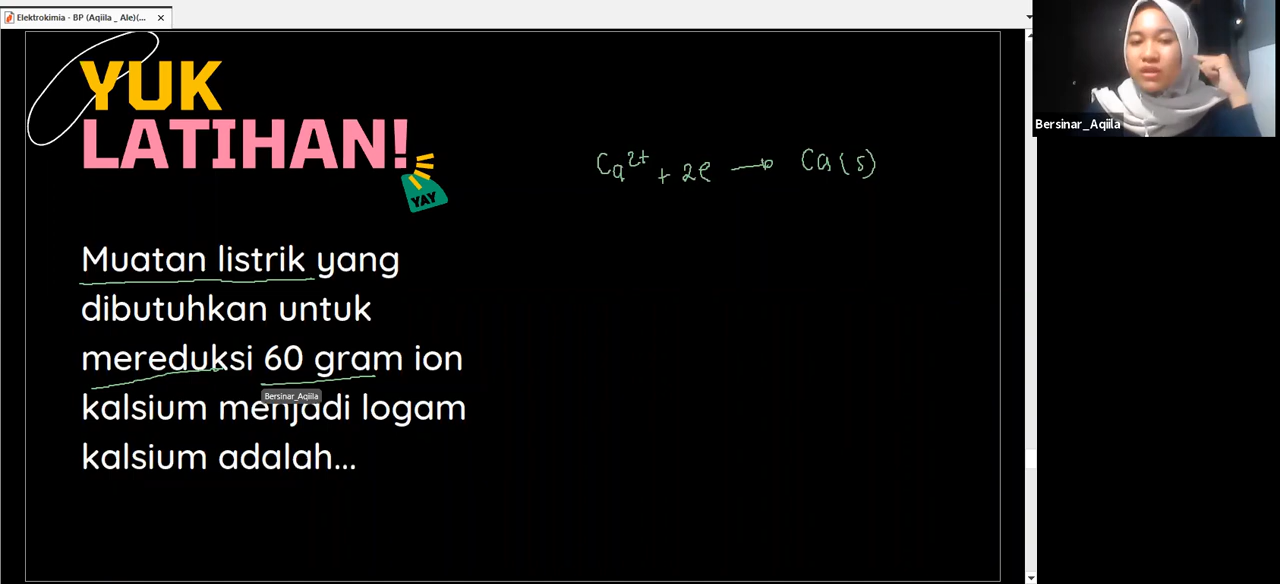 Elektrokimia - BP (Aqiila _ Ale)(...
YUK
LATIHAN!
YAY
Ca²⁺ + 2e → Ca(s)
Muatan listrik yang
dibutuhkan untuk
mereduksi 60 gram ion
Bersinar_Aqiila
kalsium menjadi logam
kalsium adalah...
Bersinar_Aqiila